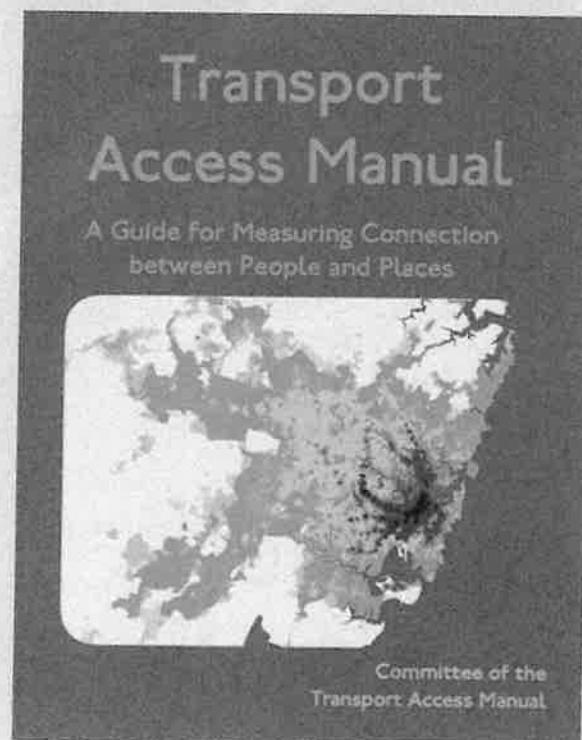 Transport
Access Manual
A Guide for Measuring Connection
between People and Places
Committee of the
Transport Access Manual